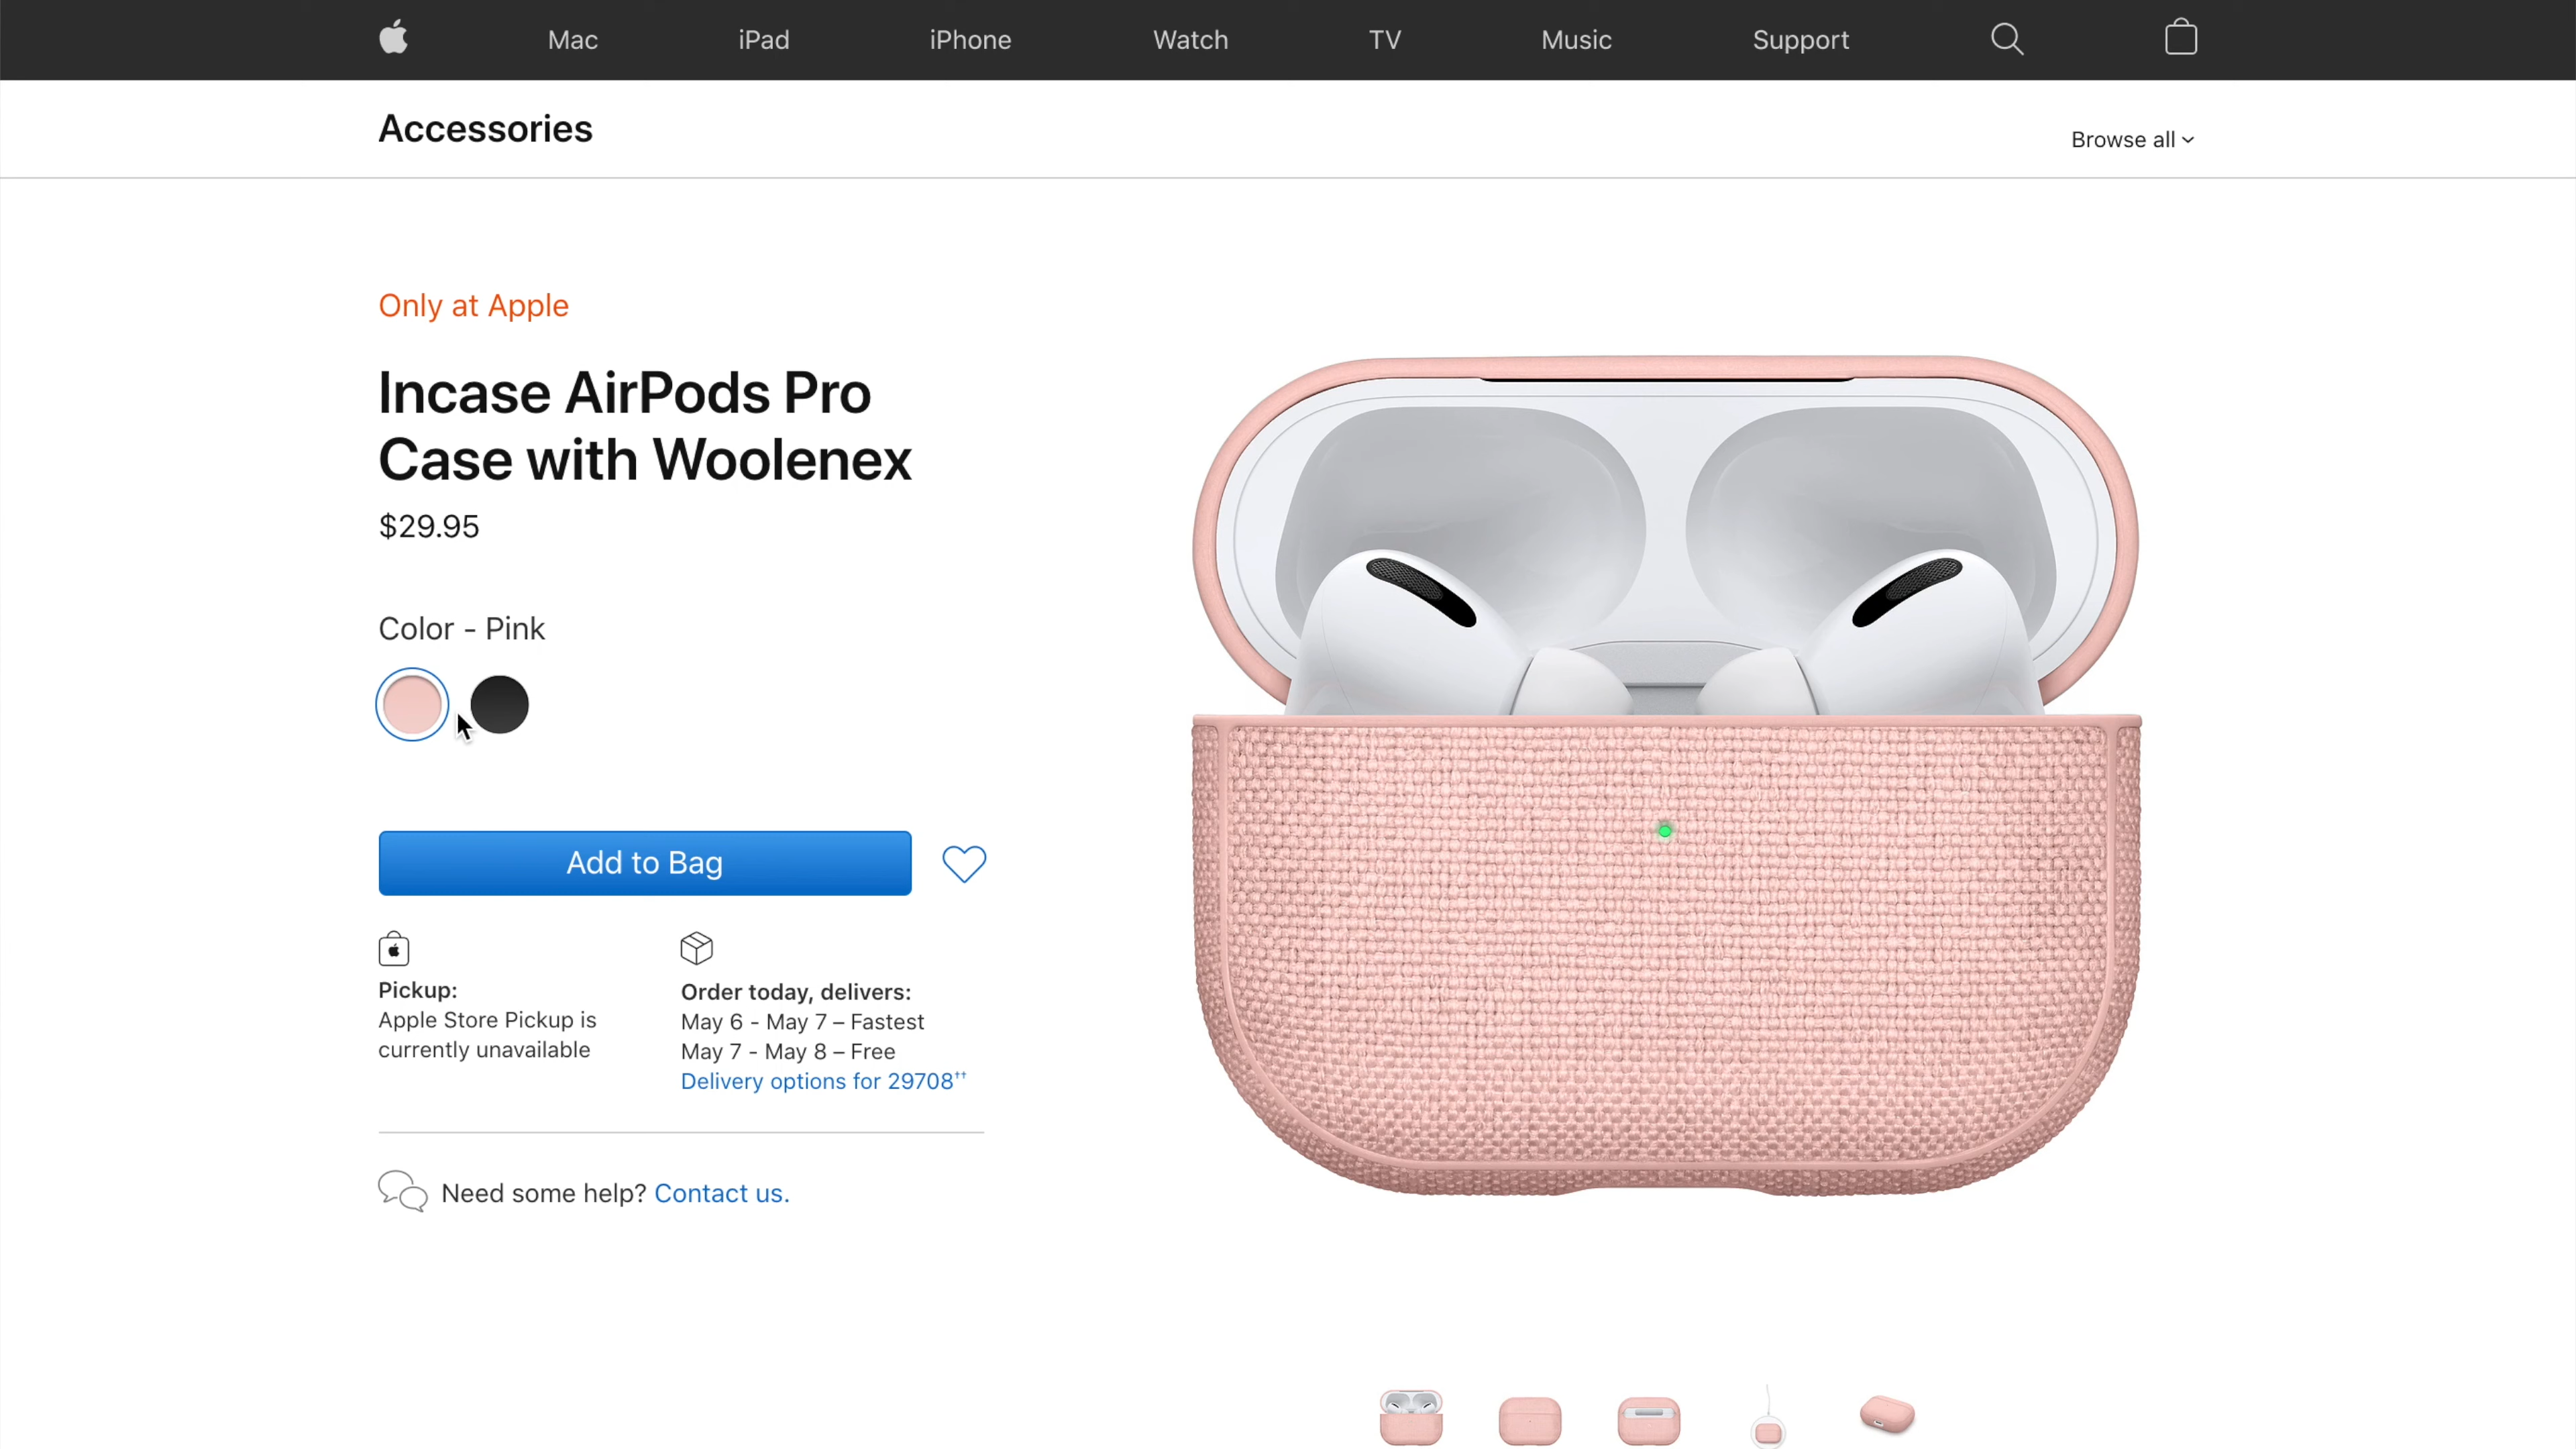 Mac
iPad
iPhone
Watch
TV
Music
Support
Accessories
Browse all
Only at Apple
Incase AirPods Pro
Case with Woolenex
$29.95
Color - Pink
Add to Bag
Pickup:
Apple Store Pickup is
currently unavailable
Order today, delivers:
May 6 - May 7 – Fastest
May 7 - May 8 – Free
Delivery options for 29708††
Need some help? Contact us.